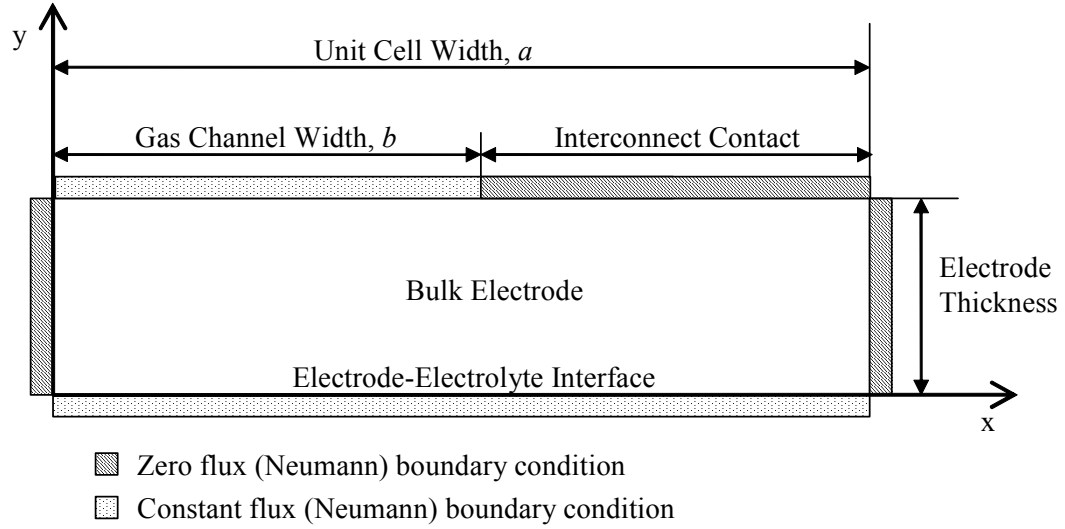 y
Unit Cell Width, a
Gas Channel Width, b
Interconnect Contact
Bulk Electrode
Electrode
Thickness
Electrode-Electrolyte Interface
x
Zero flux (Neumann) boundary condition
Constant flux (Neumann) boundary condition